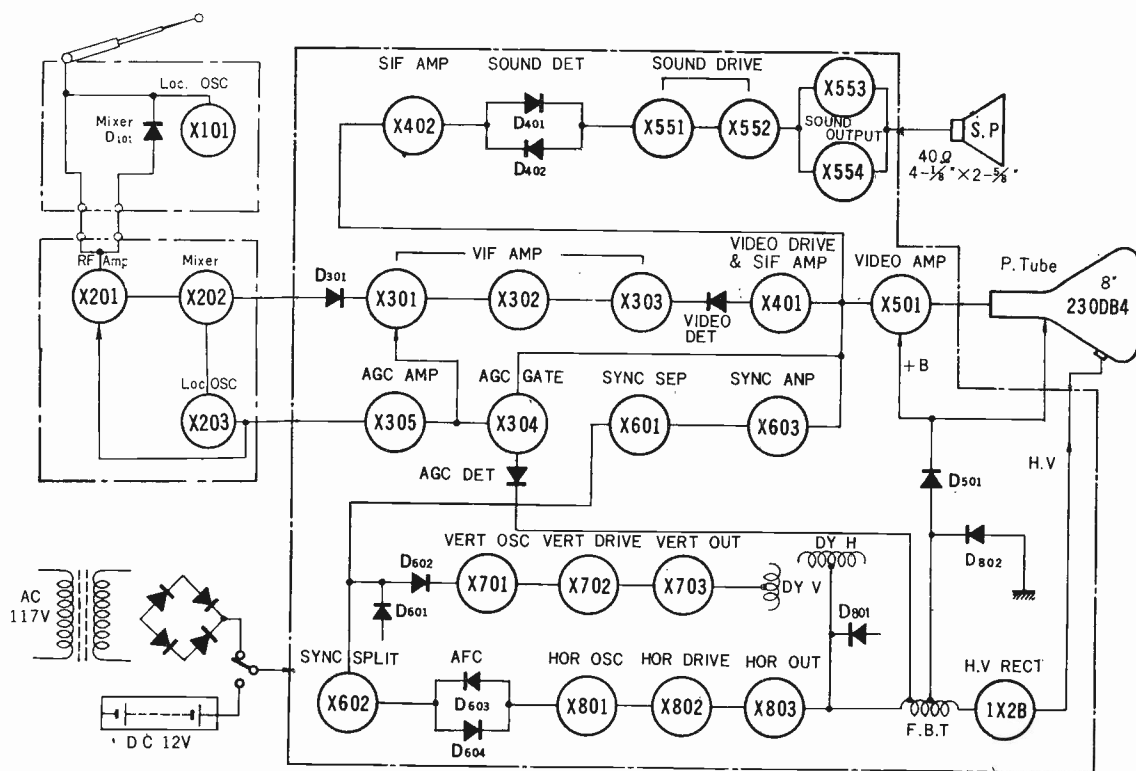 SIF AMP
SOUND DET
SOUND DRIVE
Loc. OSC
Mixer
D101
X101
X402
D401
D402
X551
X552
X553
SOUND
OUTPUT
X554
S.P
40Ω
4-1/8" × 2-5/8"
RF Amp
X201
Mixer
X202
Loc OSC
X203
D301
VIF AMP
X301
X302
X303
VIDEO
DET
VIDEO DRIVE
& SIF AMP
X401
VIDEO AMP
X501
P. Tube
8"
230DB4
+B
AGC AMP
X305
AGC GATE
X304
SYNC SEP
X601
SYNC ANP
X603
AGC DET
D501
H.V
D802
VERT OSC
VERT DRIVE
VERT OUT
D602
D601
X701
X702
X703
DY H
DY V
D801
AC
117V
DC 12V
SYNC SPLIT
X602
AFC
D603
D604
HOR OSC
X801
HOR DRIVE
X802
HOR OUT
X803
F.B.T
H.V RECT
1X2B